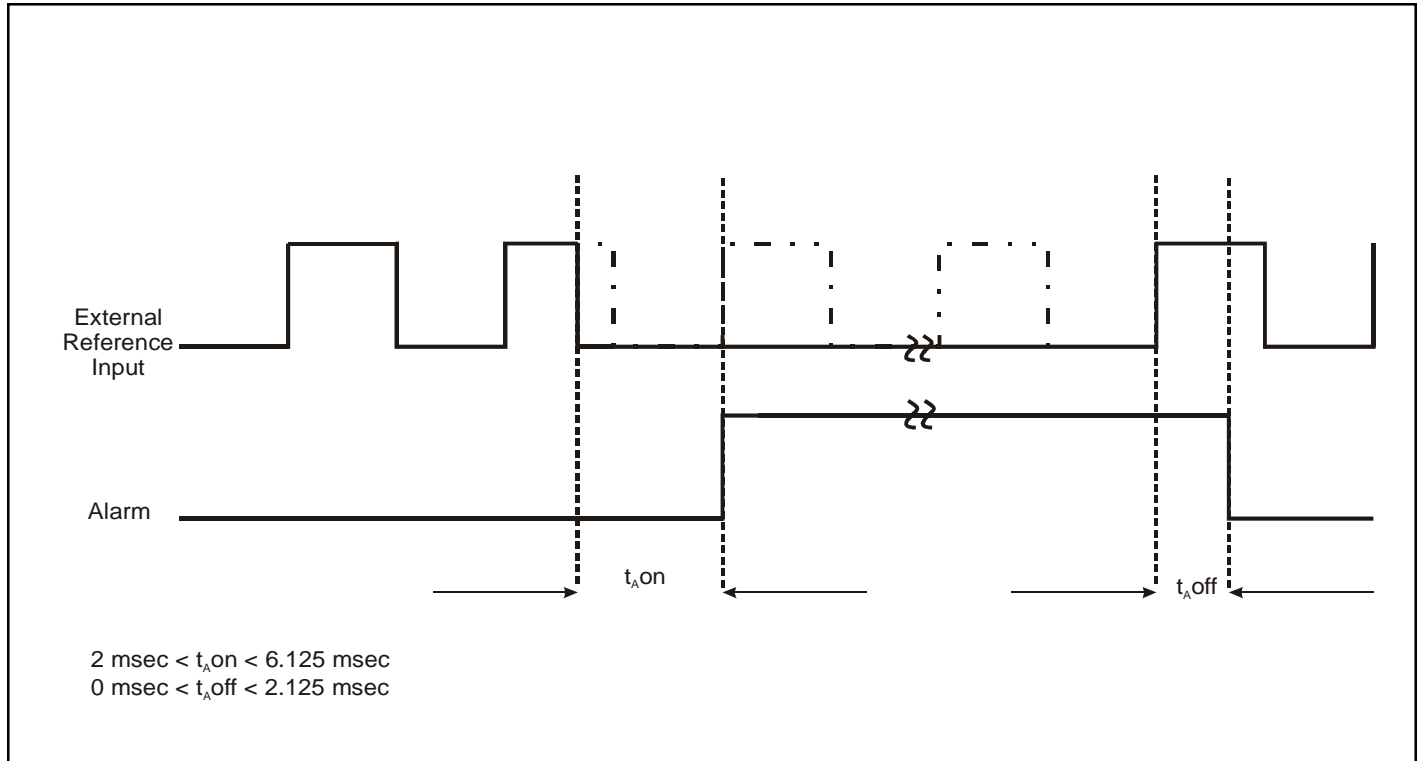 External
Reference
Input
Alarm
tAon
tAoff
2 msec < tAon < 6.125 msec
0 msec < tAoff < 2.125 msec